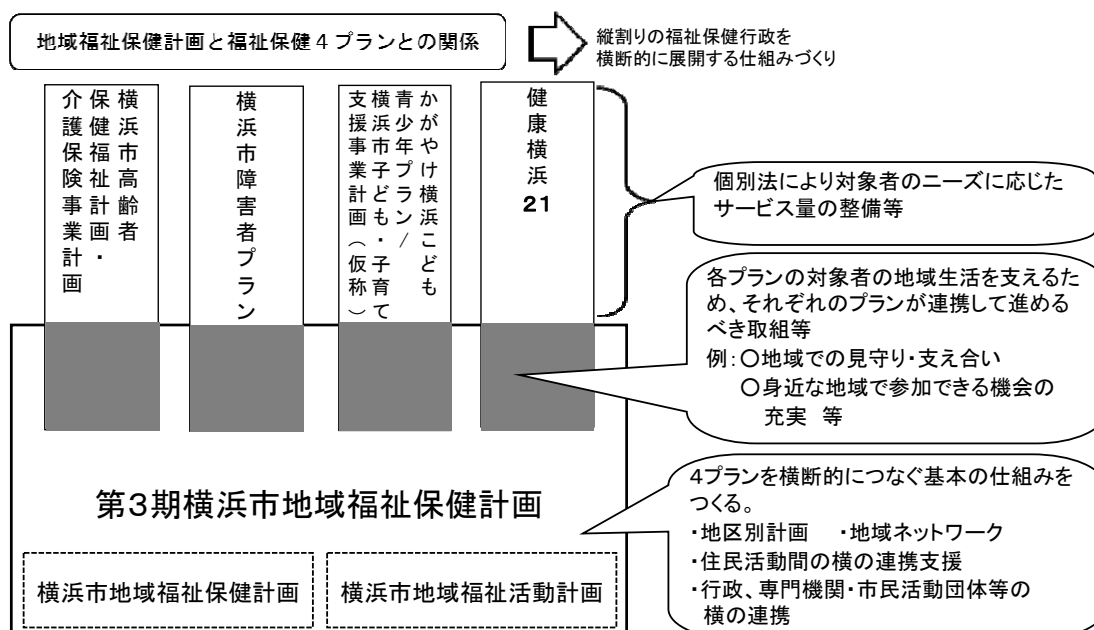 地域福祉保健計画と福祉保健4プランとの関係
縦割りの福祉保健行政を
横断的に展開する仕組みづくり
横浜市高齢者
保健福祉計画・
介護保険事業計画
横浜市障害者プラン
かがやけ横浜こども
青少年プラン/
横浜市子ども・子育て
支援事業計画(仮称)
健康横浜21
個別法により対象者のニーズに応じた
サービス量の整備等
各プランの対象者の地域生活を支えるた
め、それぞれのプランが連携して進める
べき取組等
例:〇地域での見守り・支え合い
〇身近な地域で参加できる機会の
充実 等
第3期横浜市地域福祉保健計画
4プランを横断的につなぐ基本の仕組みを
つくる。
・地区別計画 ・地域ネットワーク
・住民活動間の横の連携支援
・行政、専門機関・市民活動団体等の
横の連携
横浜市地域福祉保健計画
横浜市地域福祉活動計画